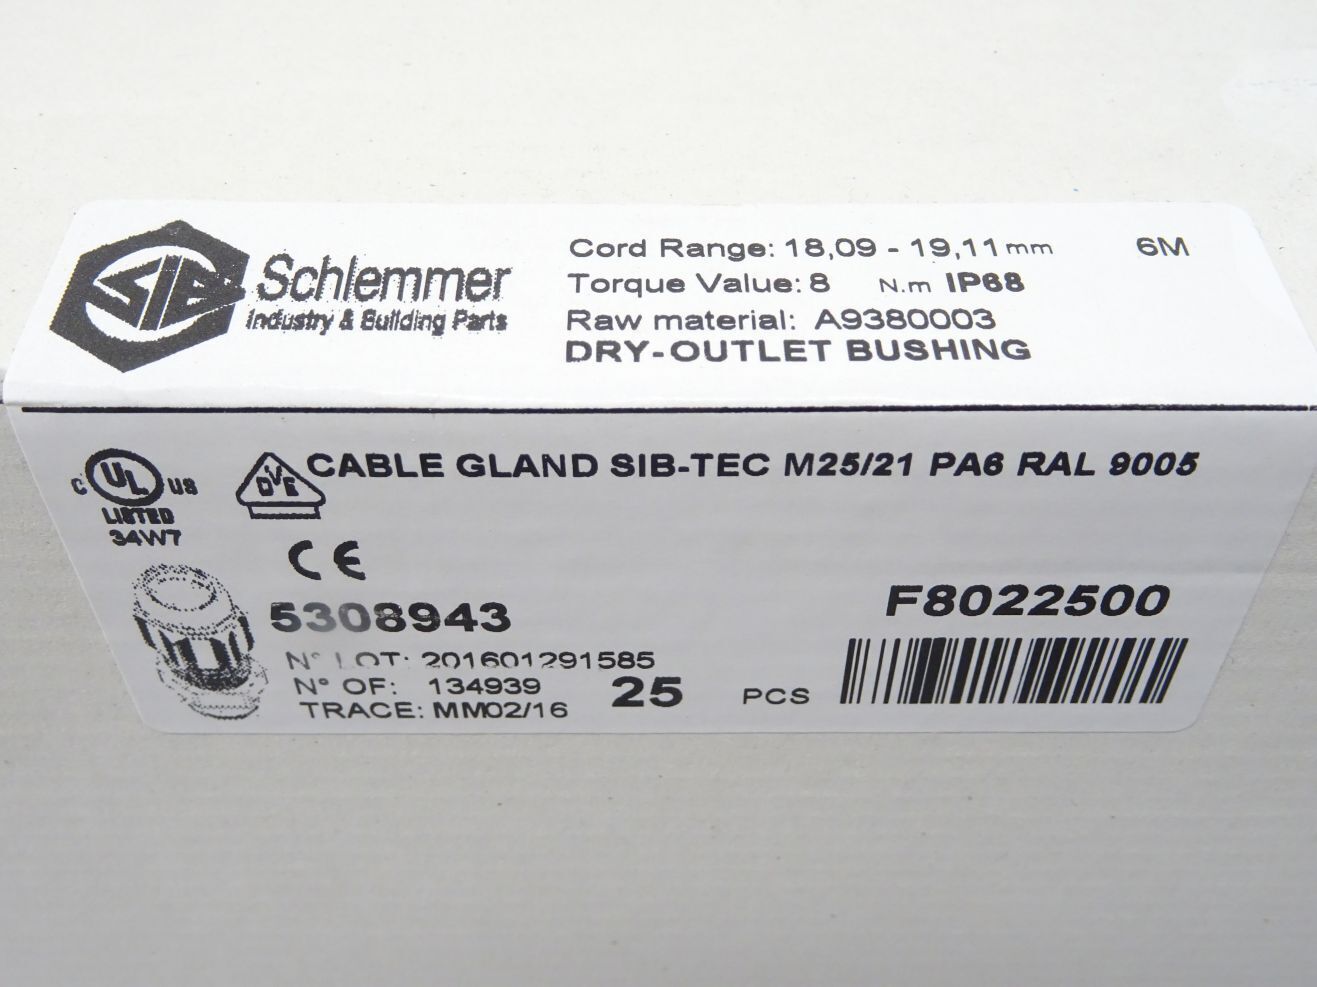 SIB
Schlemmer
Industry & Building Parts
Cord Range: 18,09 - 19,11 mm 6M
Torque Value: 8 N.m IP68
Raw material: A9380003
DRY-OUTLET BUSHING
C UL US
LISTED
34W7
DVE
CABLE GLAND SIB-TEC M25/21 PA6 RAL 9005
CE
5308943
F8022500
N° LOT: 201601291585
N° OF: 134939
25 PCS
TRACE: MM02/16